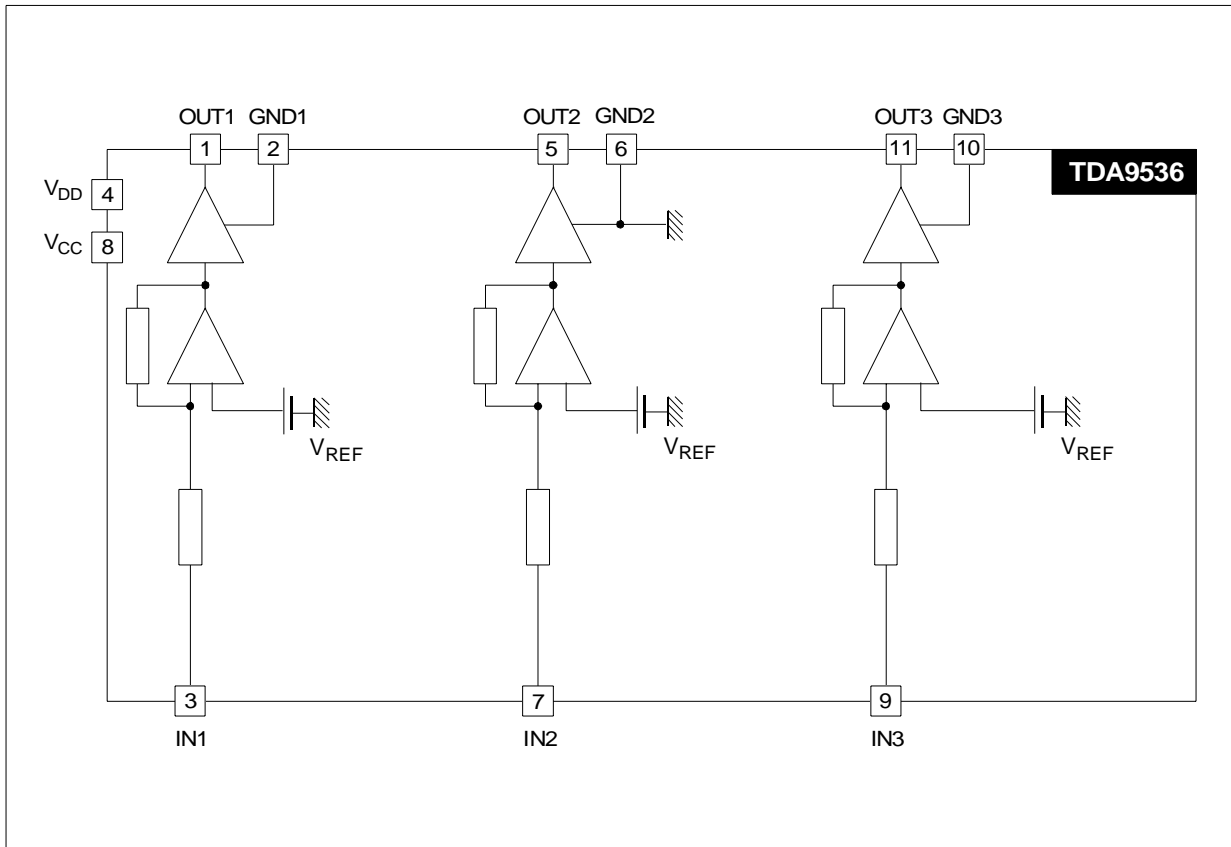 OUT1 GND1 OUT2 GND2 OUT3 GND3
1 2 5 6 11 10
TDA9536
VDD 4
VCC 8
VREF VREF VREF
3 7 9
IN1 IN2 IN3